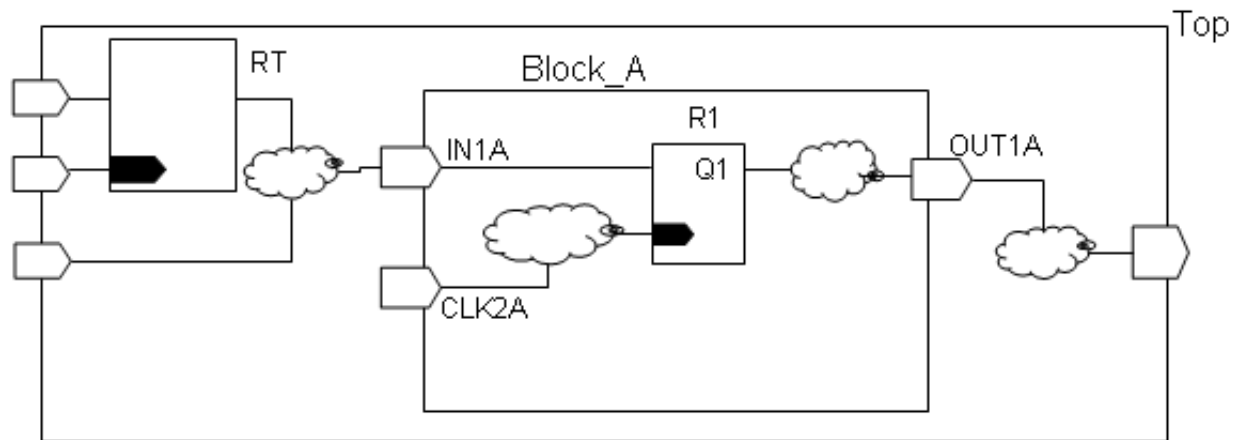 Top
RT
Block_A
R1
IN1A
Q1
OUT1A
CLK2A